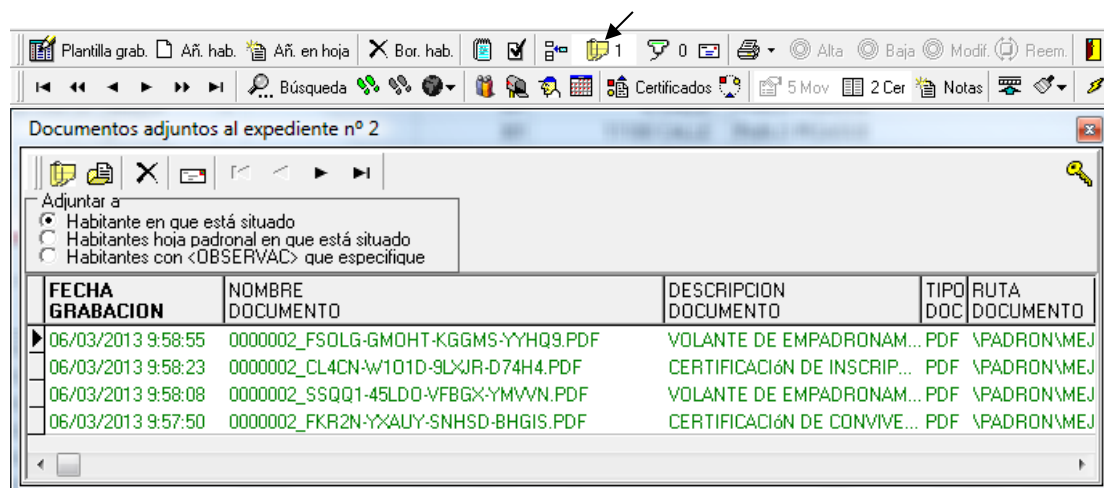 Plantilla grab. Añ. hab. Añ. en hoja Bor. hab. 1 0 Alta Baja Modif. Reem.
Búsqueda Certificados 5 Mov 2 Cer Notas
Documentos adjuntos al expediente nº 2
Adjuntar a
Habitante en que está situado
Habitantes hoja padronal en que está situado
Habitantes con <OBSERVAC> que especifique
FECHA GRABACION NOMBRE DOCUMENTO DESCRIPCION DOCUMENTO TIPO DOC RUTA DOCUMENTO
06/03/2013 9:58:55 0000002_FSOLG-GMOHT-KGGMS-YYHQ9.PDF VOLANTE DE EMPADRONAM... PDF \PADRON\MEJ
06/03/2013 9:58:23 0000002_CL4CN-W1O1D-9LXJR-D74H4.PDF CERTIFICACIóN DE INSCRIP... PDF \PADRON\MEJ
06/03/2013 9:58:08 0000002_SSQQ1-45LDO-VFBGX-YMVVN.PDF VOLANTE DE EMPADRONAM... PDF \PADRON\MEJ
06/03/2013 9:57:50 0000002_FKR2N-YXAUY-SNHSD-BHGIS.PDF CERTIFICACIóN DE CONVIVE... PDF \PADRON\MEJ